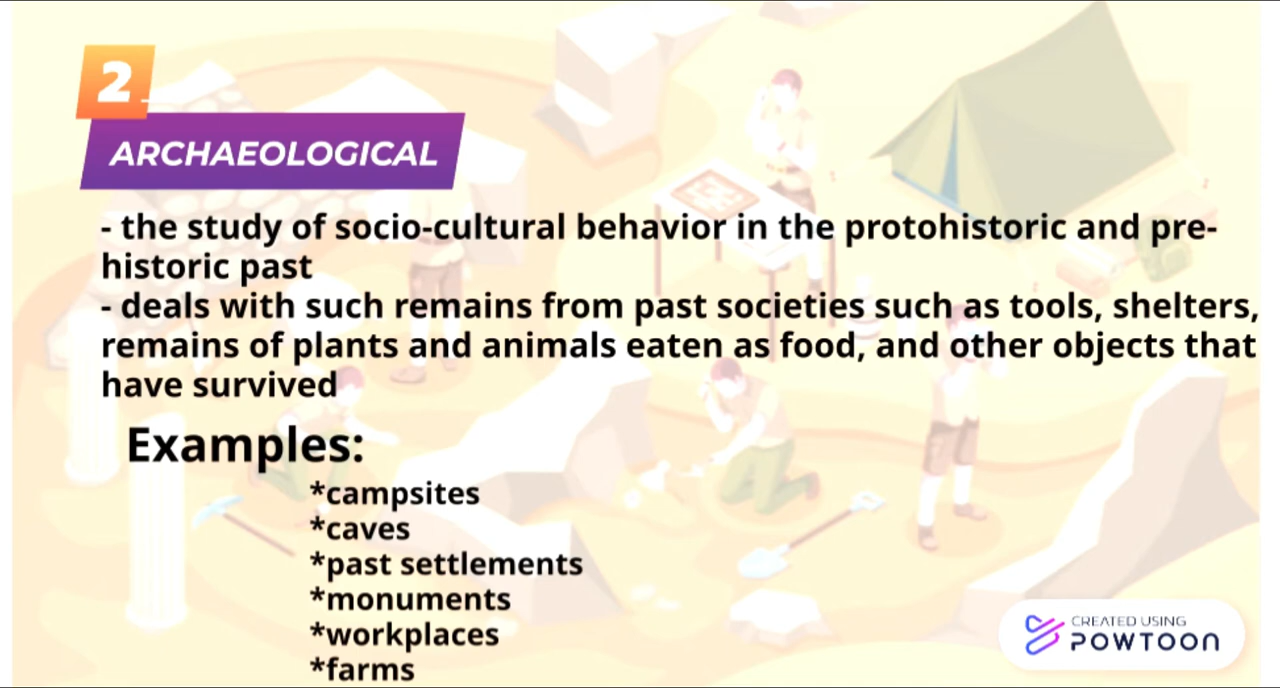 2
ARCHAEOLOGICAL
- the study of socio-cultural behavior in the protohistoric and pre-
historic past
- deals with such remains from past societies such as tools, shelters,
remains of plants and animals eaten as food, and other objects that
have survived
Examples:
*campsites
*caves
*past settlements
*monuments
*workplaces
*farms
CREATED USING
POWTOON